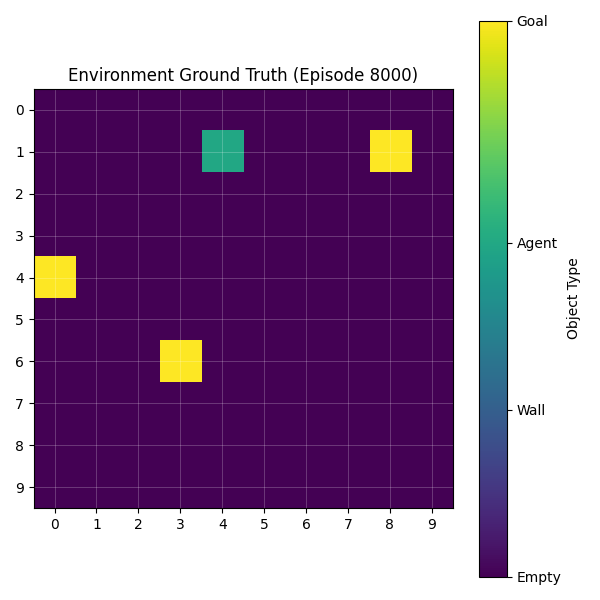 Environment Ground Truth (Episode 8000)
0
1
2
3
4
5
6
7
8
9
0 1 2 3 4 5 6 7 8 9
Goal
Agent
Wall
Empty
Object Type